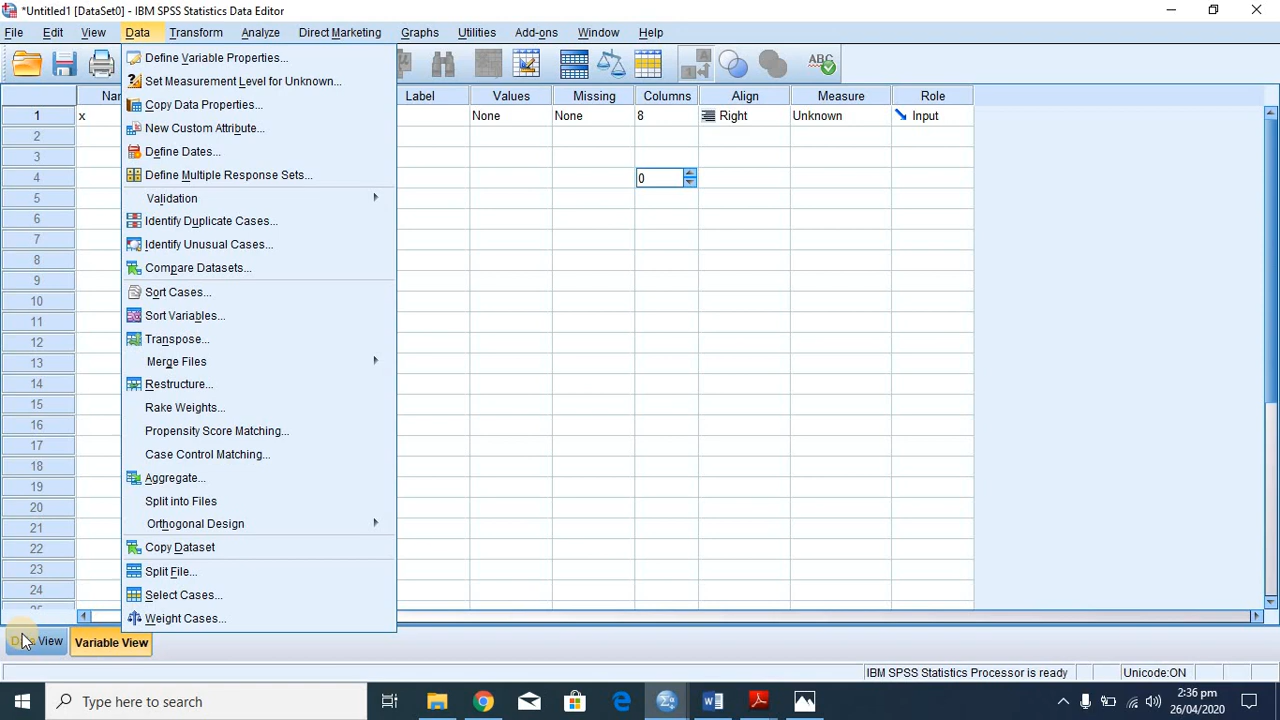 *Untitled1 [DataSet0] - IBM SPSS Statistics Data Editor
File Edit View Data Transform Analyze Direct Marketing Graphs Utilities Add-ons Window Help
Define Variable Properties...
Set Measurement Level for Unknown...
Copy Data Properties...
New Custom Attribute...
Define Dates...
Define Multiple Response Sets...
Validation
Identify Duplicate Cases...
Identify Unusual Cases...
Compare Datasets...
Sort Cases...
Sort Variables...
Transpose...
Merge Files
Restructure...
Rake Weights...
Propensity Score Matching...
Case Control Matching...
Aggregate...
Split into Files
Orthogonal Design
Copy Dataset
Split File...
Select Cases...
Weight Cases...
ABC
Label Values Missing Columns Align Measure Role
1 x None None 8 Right Unknown Input
2
3
4 0
5
6
7
8
9
10
11
12
13
14
15
16
17
18
19
20
21
22
23
24
View Variable View
IBM SPSS Statistics Processor is ready Unicode:ON
Type here to search
2:36 pm
26/04/2020